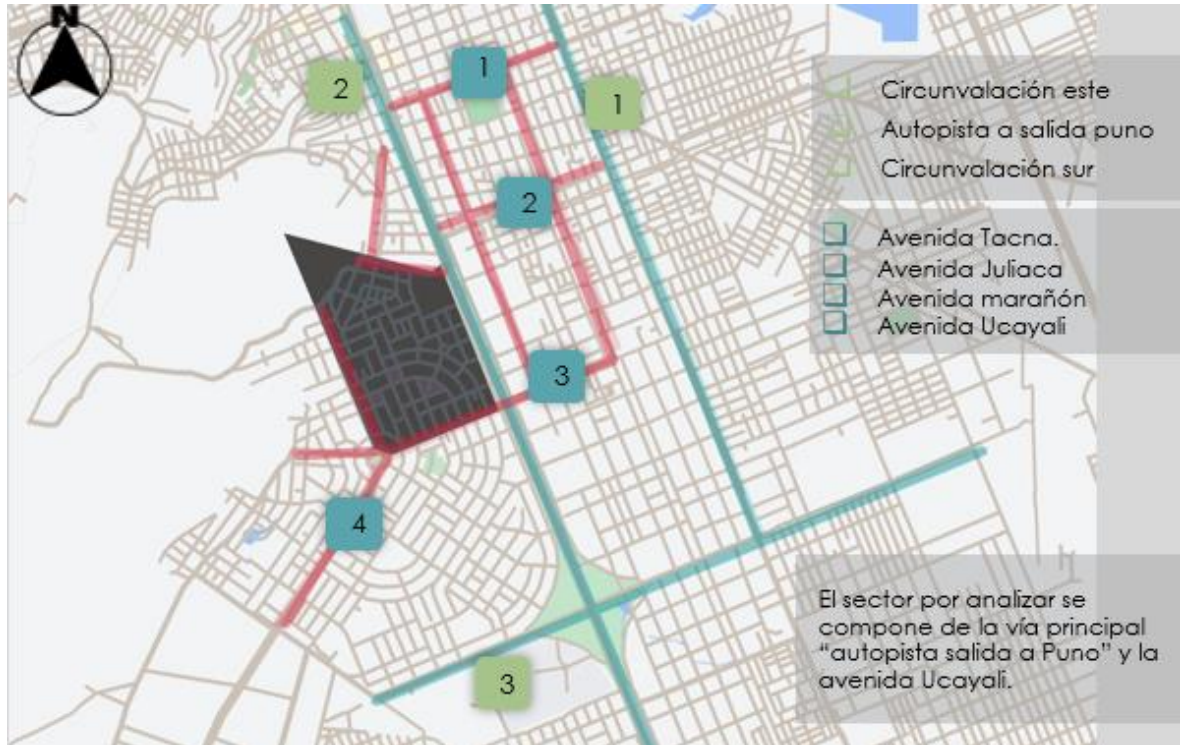 N
1
2
1
2
3
4
3
Circunvalación este
Autopista a salida puno
Circunvalación sur
Avenida Tacna.
Avenida Juliaca
Avenida marañón
Avenida Ucayali
El sector por analizar se
compone de la vía principal
“autopista salida a Puno” y la
avenida Ucayali.